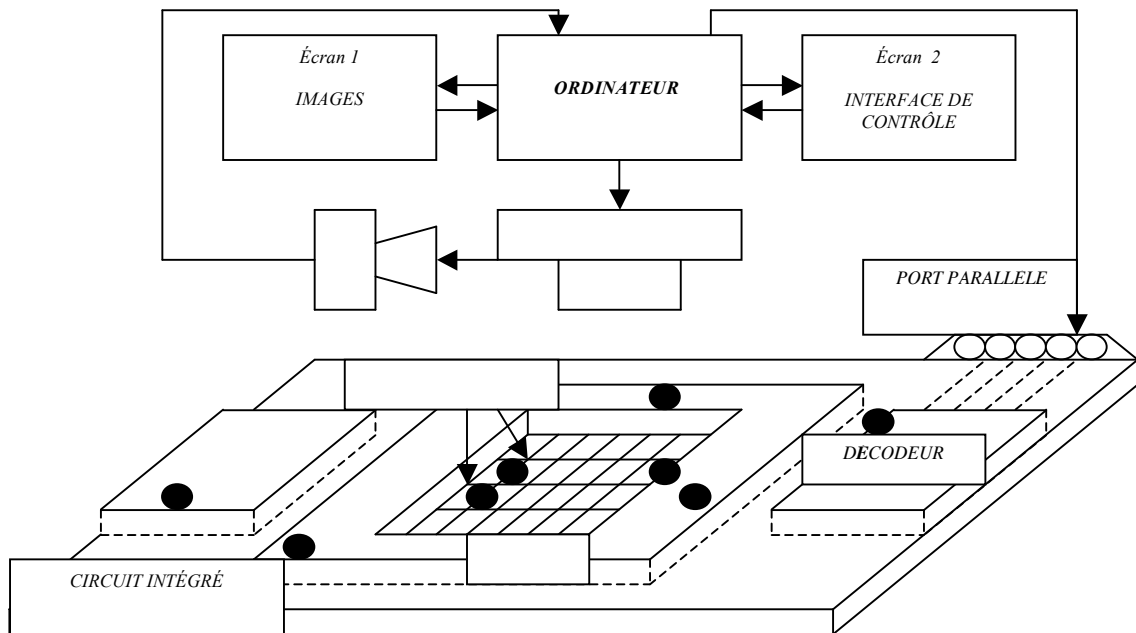 Écran 1
IMAGES
ORDINATEUR
Écran 2
INTERFACE DE
CONTRÔLE
PORT PARALLELE
DECODEUR
CIRCUIT INTÉGRÉ